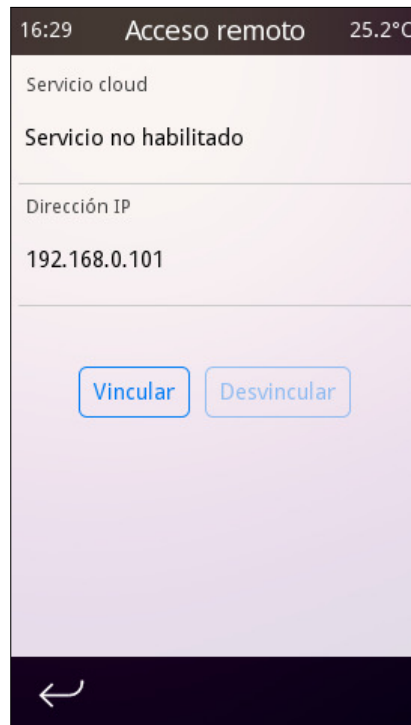 16:29 Acceso remoto 25.2°C
Servicio cloud
Servicio no habilitado
Dirección IP
192.168.0.101
Vincular Desvincular